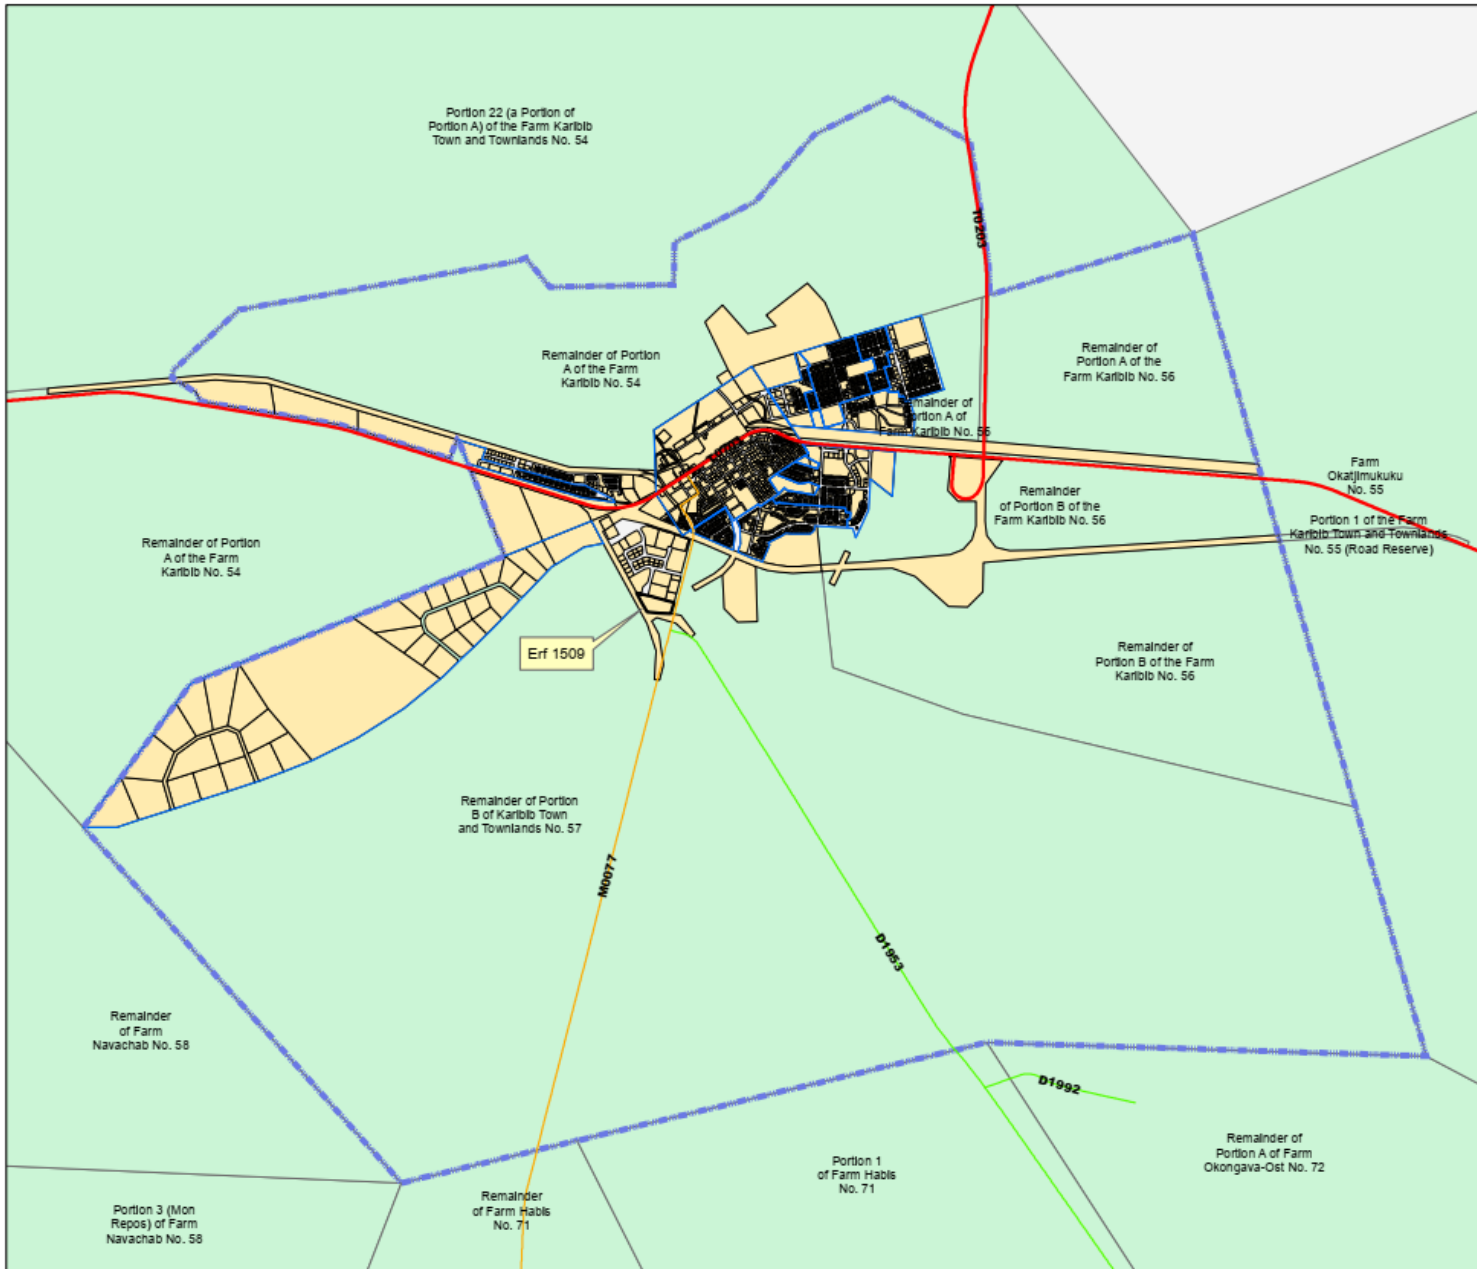 Portion 22 (a Portion of
Portion A) of the Farm Karibib
Town and Townlands No. 54
T0203
Remainder of Portion
A of the Farm
Karibib No. 54
Remainder of
Portion A of the
Farm Karibib No. 56
Remainder of
Portion A of
Farm Karibib No. 56
Farm
Okatjimukuku
No. 55
Remainder
of Portion B of the
Farm Karibib No. 56
Portion 1 of the Farm
Karibib Town and Townlands
No. 55 (Road Reserve)
Remainder of Portion
A of the Farm
Karibib No. 54
Erf 1509
Remainder of
Portion B of the Farm
Karibib No. 56
Remainder of Portion
B of Karibib Town
and Townlands No. 57
M0077
D1953
Remainder
of Farm
Navachab No. 58
D1992
Remainder of
Portion A of Farm
Okongava-Ost No. 72
Portion 1
of Farm Habis
No. 71
Remainder
of Farm Habis
No. 71
Portion 3 (Mon
Repos) of Farm
Navachab No. 58